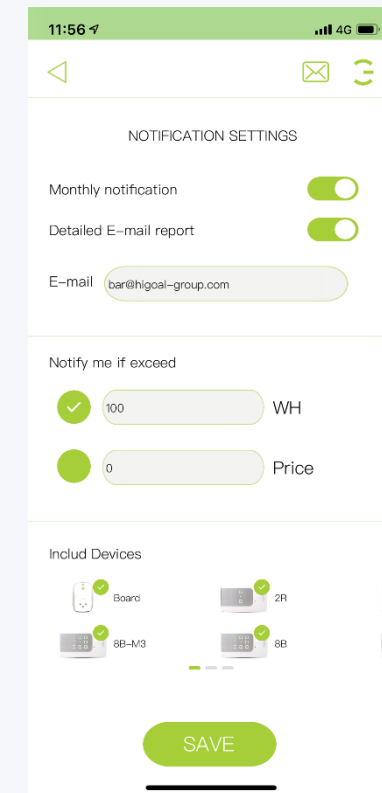 11:56 4G
NOTIFICATION SETTINGS
Monthly notification
Detailed E-mail report
E-mail bar@higoal-group.com
Notify me if exceed
100 WH
0 Price
Includ Devices
Board 2R
8B-M3 8B
SAVE